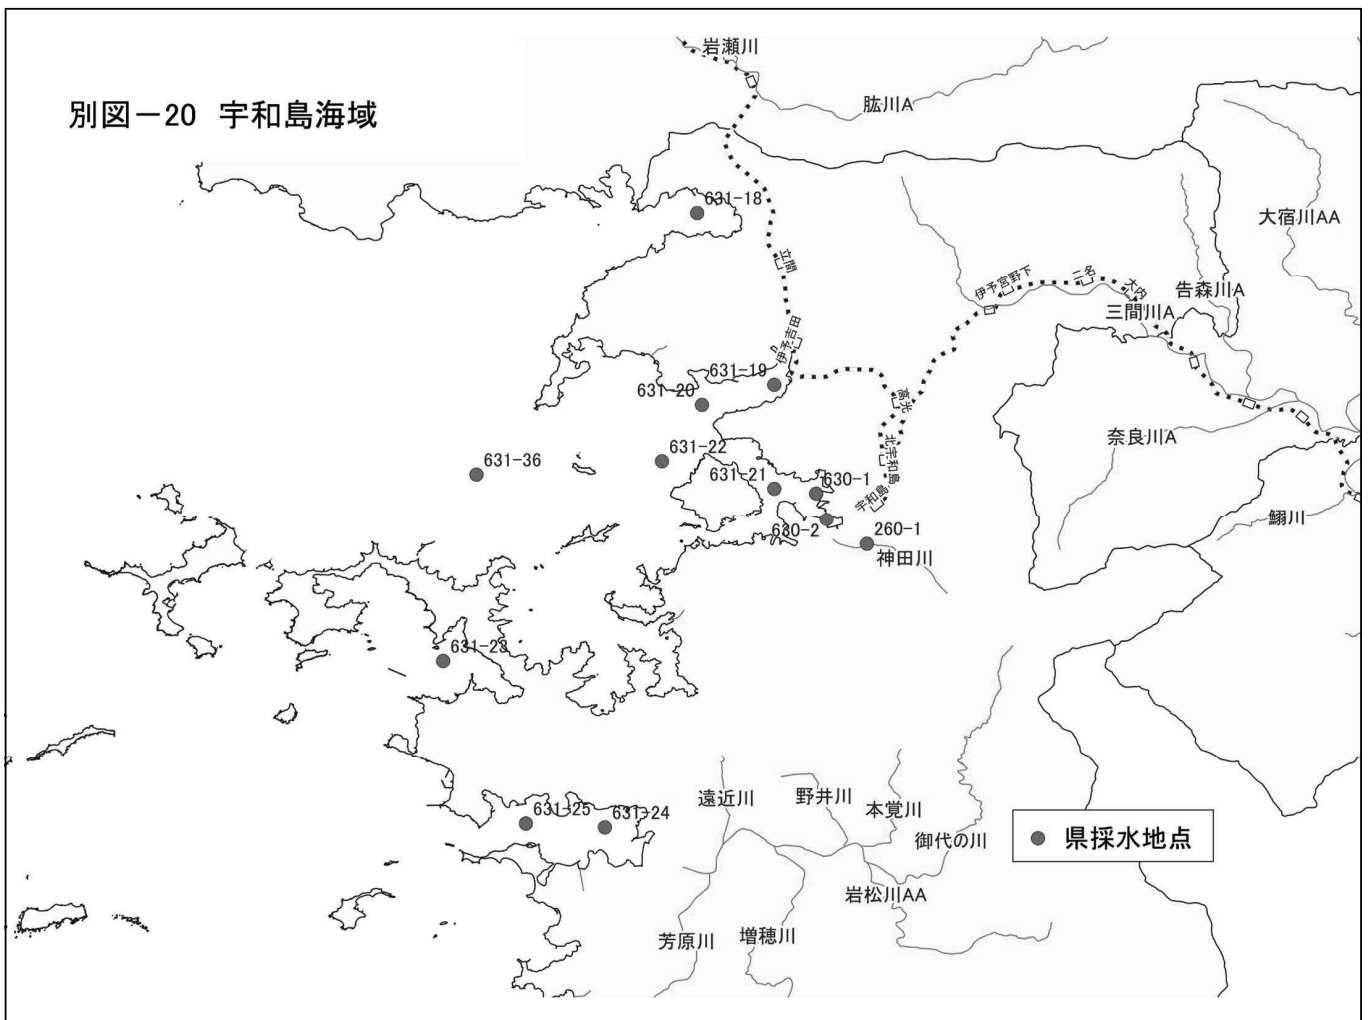 岩瀬川
肱川A
別図－20 宇和島海域
631-18
大宿川AA
立間
伊予宮野下
二名
大内
告森川A
三間川A
伊予吉田
631-19
631-20
高光
奈良川A
631-22
北宇和島
631-36
631-21
630-1
宇和島
630-2
260-1
鰯川
神田川
631-23
遠近川
野井川
本覚川
631-25
631-24
御代の川
県採水地点
岩松川AA
芳原川
増穂川